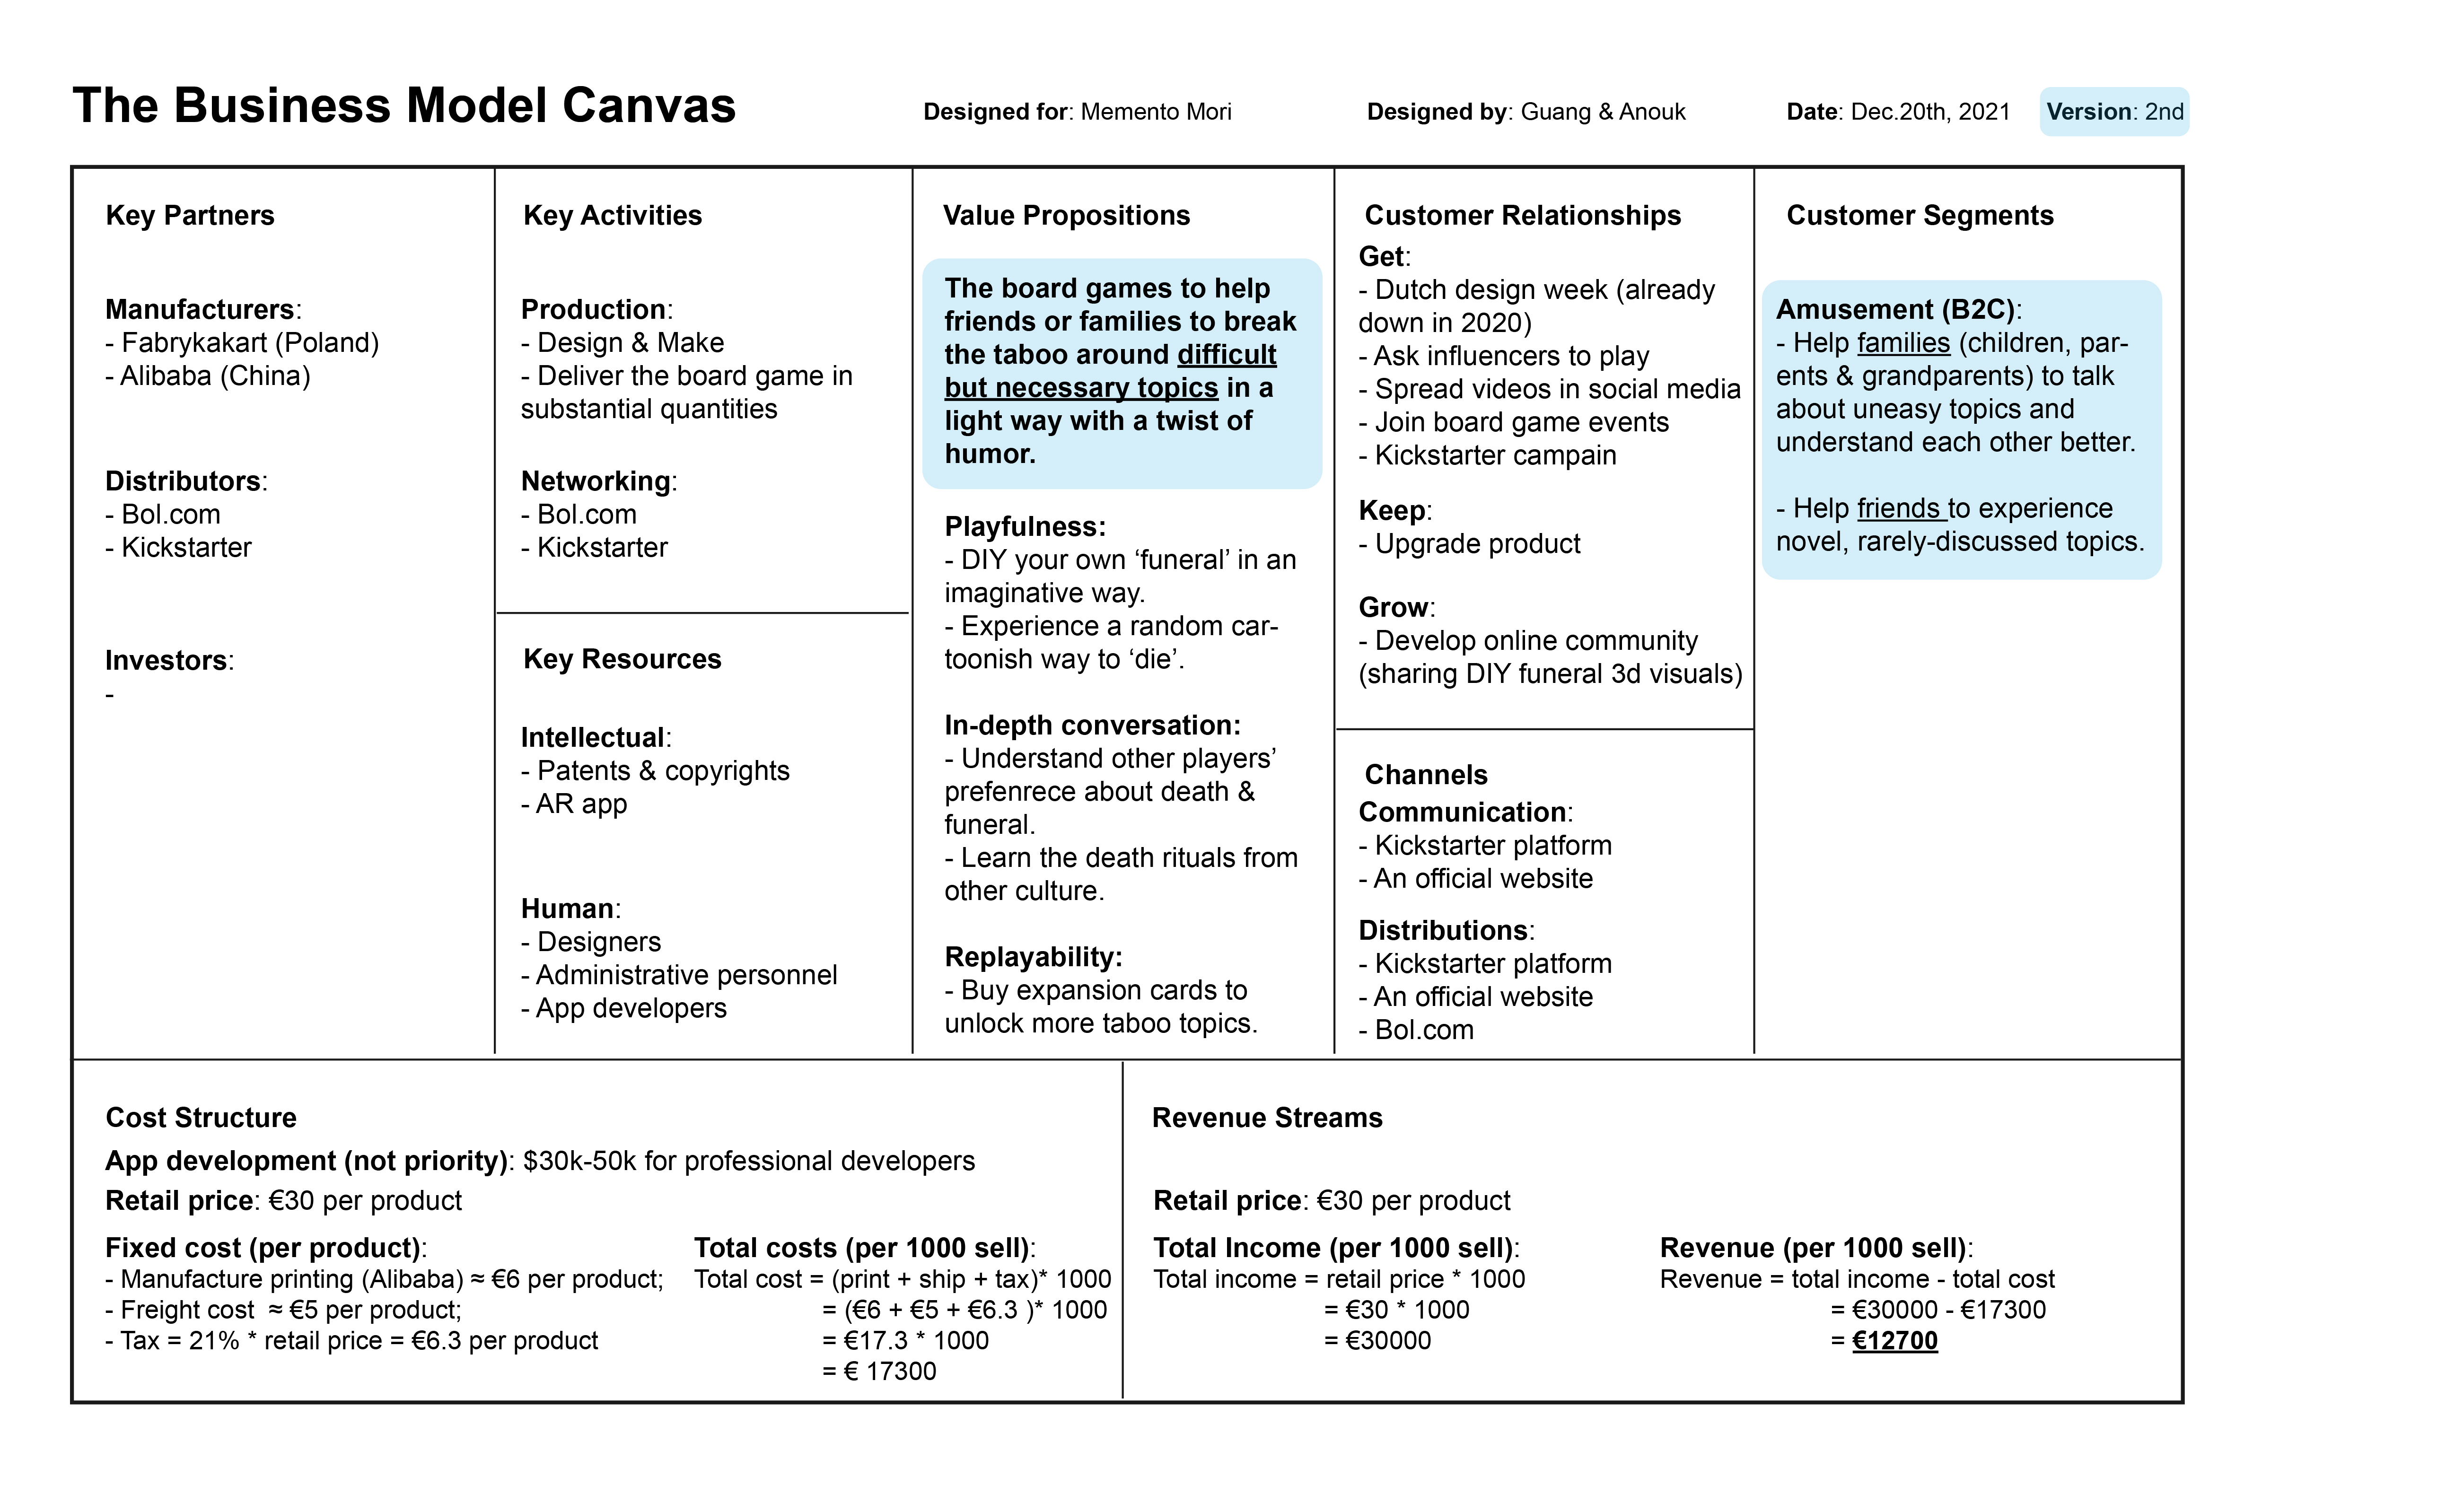 The Business Model Canvas
Designed for: Memento Mori
Designed by: Guang & Anouk
Date: Dec.20th, 2021
Version: 2nd
Key Partners
Manufacturers:
- Fabrykakart (Poland)
- Alibaba (China)
Distributors:
- Bol.com
- Kickstarter
Investors:
-
Key Activities
Production:
- Design & Make
- Deliver the board game in
substantial quantities
Networking:
- Bol.com
- Kickstarter
Key Resources
Intellectual:
- Patents & copyrights
- AR app
Human:
- Designers
- Administrative personnel
- App developers
Value Propositions
The board games to help
friends or families to break
the taboo around difficult
but necessary topics in a
light way with a twist of
humor.
Playfulness:
- DIY your own ‘funeral’ in an
imaginative way.
- Experience a random car-
toonish way to ‘die’.
In-depth conversation:
- Understand other players’
prefenrece about death &
funeral.
- Learn the death rituals from
other culture.
Replayability:
- Buy expansion cards to
unlock more taboo topics.
Customer Relationships
Get:
- Dutch design week (already
down in 2020)
- Ask influencers to play
- Spread videos in social media
- Join board game events
- Kickstarter campain
Keep:
- Upgrade product
Grow:
- Develop online community
(sharing DIY funeral 3d visuals)
Channels
Communication:
- Kickstarter platform
- An official website
Distributions:
- Kickstarter platform
- An official website
- Bol.com
Customer Segments
Amusement (B2C):
- Help families (children, par-
ents & grandparents) to talk
about uneasy topics and
understand each other better.
- Help friends to experience
novel, rarely-discussed topics.
Cost Structure
App development (not priority): $30k-50k for professional developers
Retail price: €30 per product
Fixed cost (per product):
- Manufacture printing (Alibaba) ≈ €6 per product;
- Freight cost ≈ €5 per product;
- Tax = 21% * retail price = €6.3 per product
Total costs (per 1000 sell):
Total cost = (print + ship + tax)* 1000
= (€6 + €5 + €6.3 )* 1000
= €17.3 * 1000
= € 17300
Revenue Streams
Retail price: €30 per product
Total Income (per 1000 sell):
Total income = retail price * 1000
= €30 * 1000
= €30000
Revenue (per 1000 sell):
Revenue = total income - total cost
= €30000 - €17300
= €12700